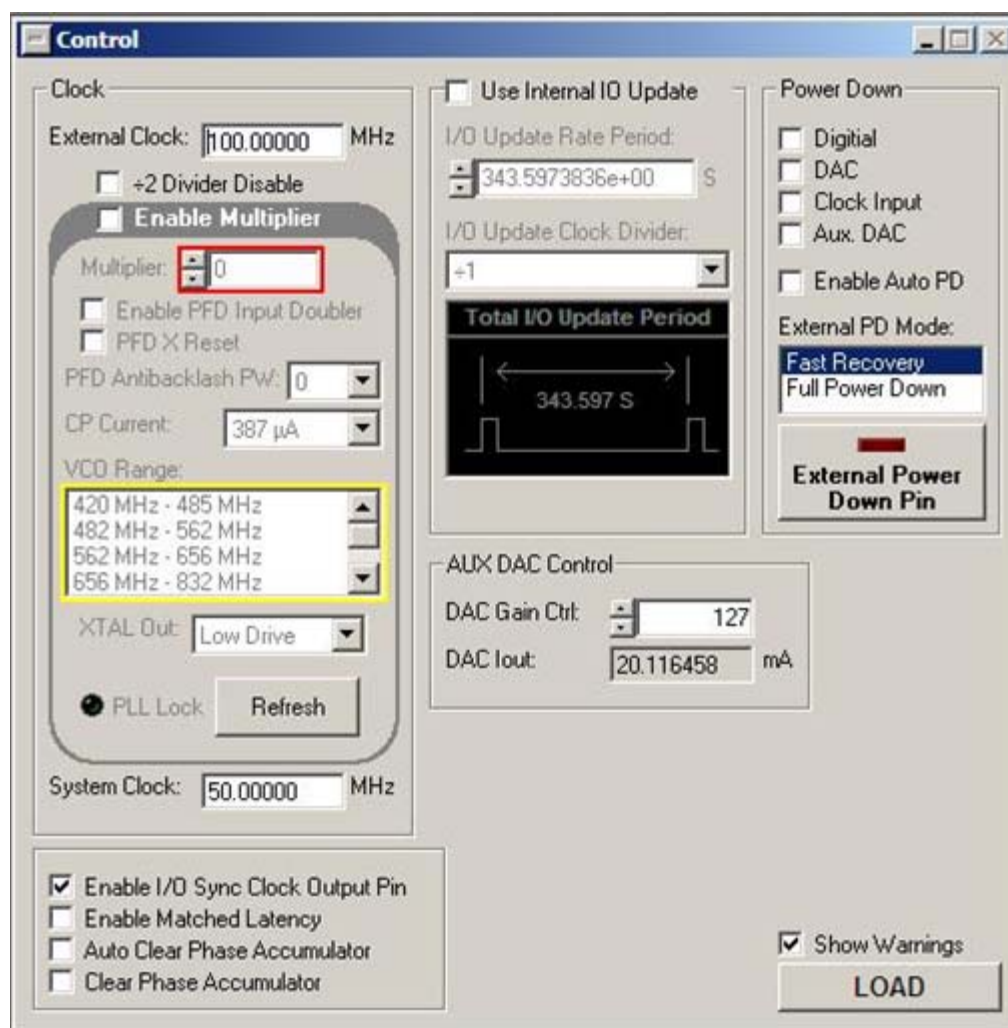 Control
Clock
External Clock: 100.00000 MHz
÷2 Divider Disable
Enable Multiplier
Multiplier: 0
Enable PFD Input Doubler
PFD X Reset
PFD Antibacklash PW: 0
CP Current: 387 µA
VCO Range:
420 MHz - 485 MHz
482 MHz - 562 MHz
562 MHz - 656 MHz
656 MHz - 832 MHz
XTAL Out: Low Drive
PLL Lock Refresh
System Clock: 50.00000 MHz
Enable I/O Sync Clock Output Pin
Enable Matched Latency
Auto Clear Phase Accumulator
Clear Phase Accumulator
Use Internal IO Update
I/O Update Rate Period:
343.5973836e+00 S
I/O Update Clock Divider:
÷1
Total I/O Update Period
343.597 S
AUX DAC Control
DAC Gain Ctrl: 127
DAC Iout: 20.116458 mA
Power Down
Digitial
DAC
Clock Input
Aux. DAC
Enable Auto PD
External PD Mode:
Fast Recovery
Full Power Down
External Power
Down Pin
Show Warnings
LOAD